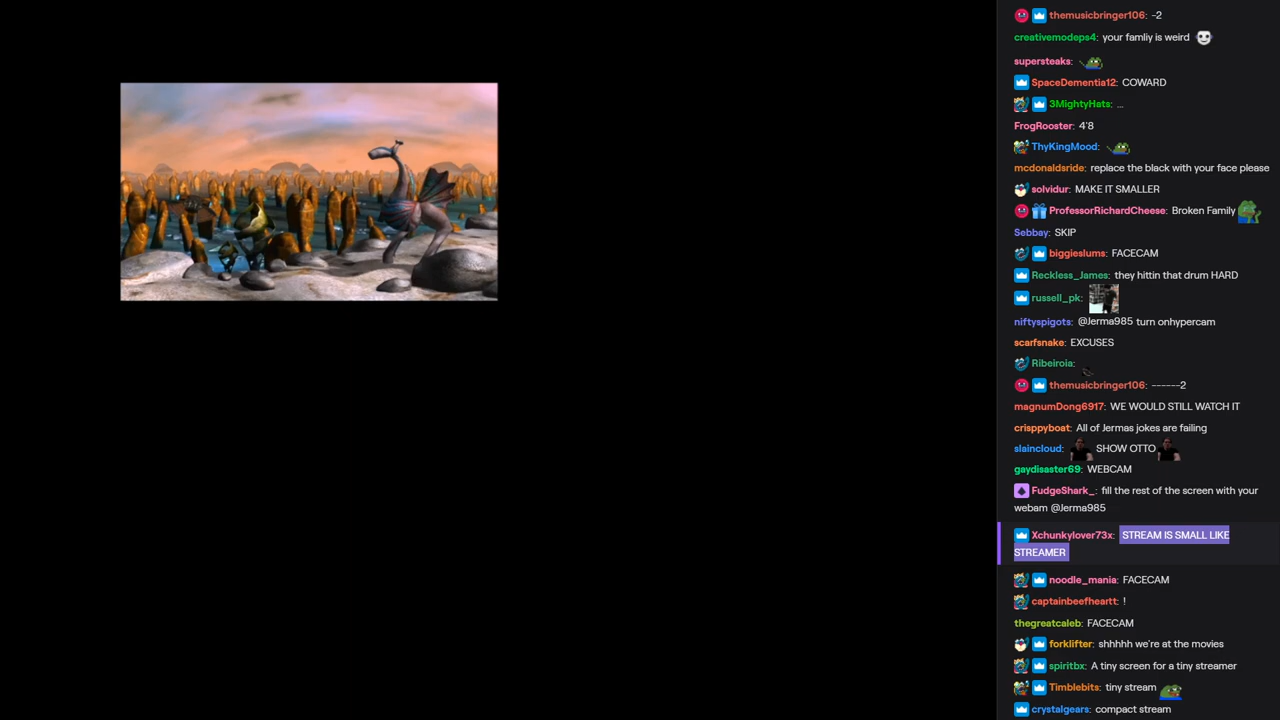 themusicbringer106: -2
creativemodeps4: your famliy is weird
supersteaks:
SpaceDementia12: COWARD
3MightyHats: ...
FrogRooster: 4'8
ThyKingMood:
mcdonaldsride: replace the black with your face please
solvidur: MAKE IT SMALLER
ProfessorRichardCheese: Broken Family
Sebbay: SKIP
biggieslums: FACECAM
Reckless_James: they hittin that drum HARD
russell_pk:
niftyspigots: @Jerma985 turn onhypercam
scarfsnake: EXCUSES
Ribeiroia:
themusicbringer106: ------2
magnumDong6917: WE WOULD STILL WATCH IT
crisppyboat: All of Jermas jokes are failing
slaincloud: SHOW OTTO
gaydisaster69: WEBCAM
FudgeShark_: fill the rest of the screen with your
webam @Jerma985
Xchunkylover73x: STREAM IS SMALL LIKE
STREAMER
noodle_mania: FACECAM
captainbeefheartt: !
thegreatcaleb: FACECAM
forklifter: shhhhh we're at the movies
spiritbx: A tiny screen for a tiny streamer
Timblebits: tiny stream
crystalgears: compact stream